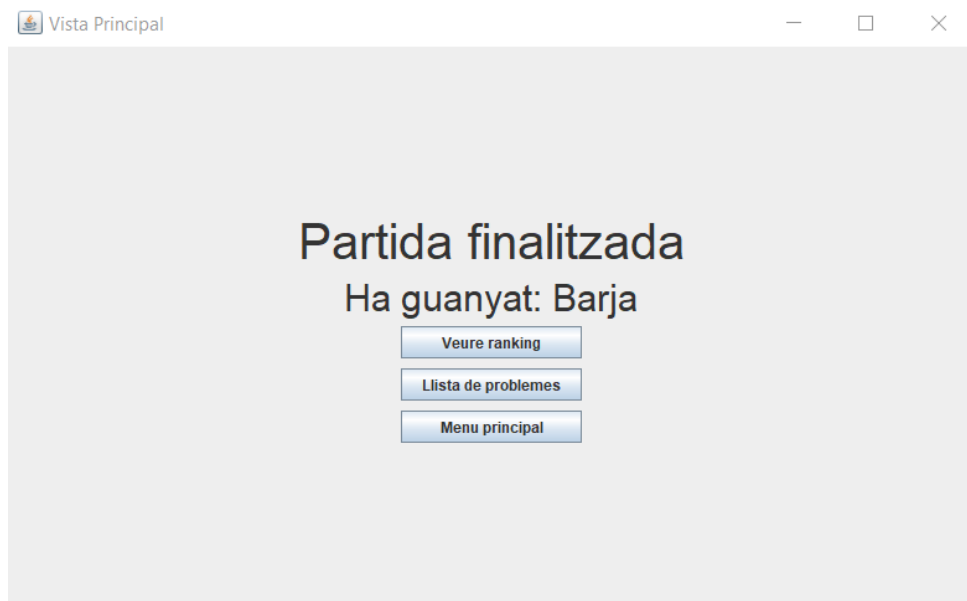 Vista Principal
Partida finalitzada
Ha guanyat: Barja
Veure ranking
Llista de problemes
Menu principal